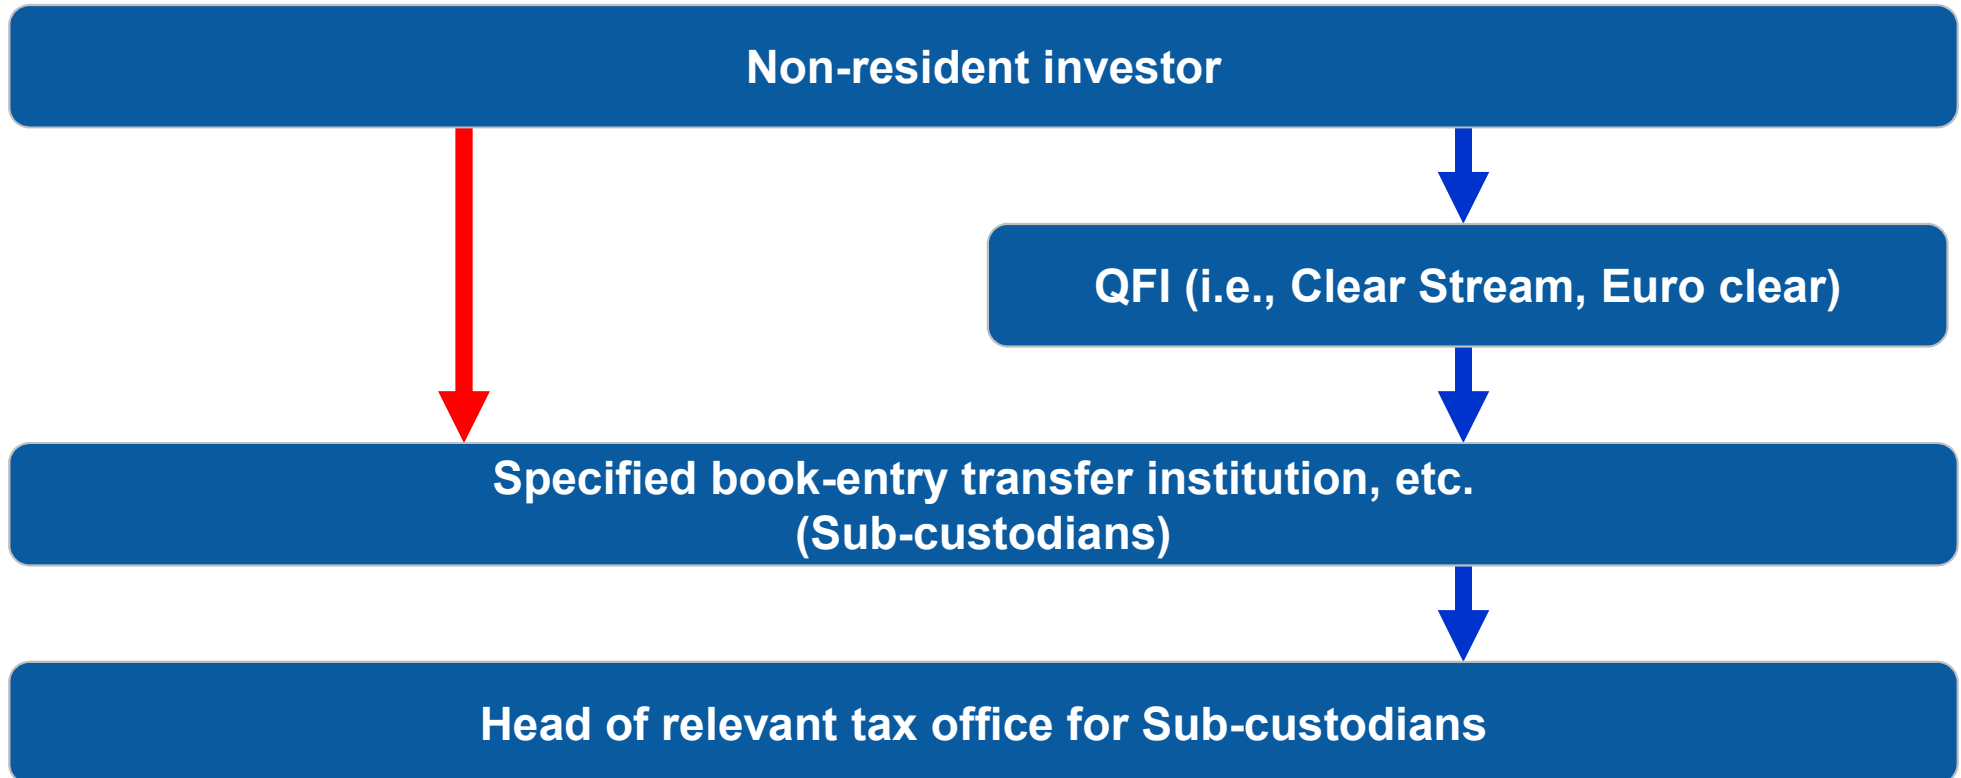 Non-resident investor
QFI (i.e., Clear Stream, Euro clear)
Specified book-entry transfer institution, etc.
(Sub-custodians)
Head of relevant tax office for Sub-custodians